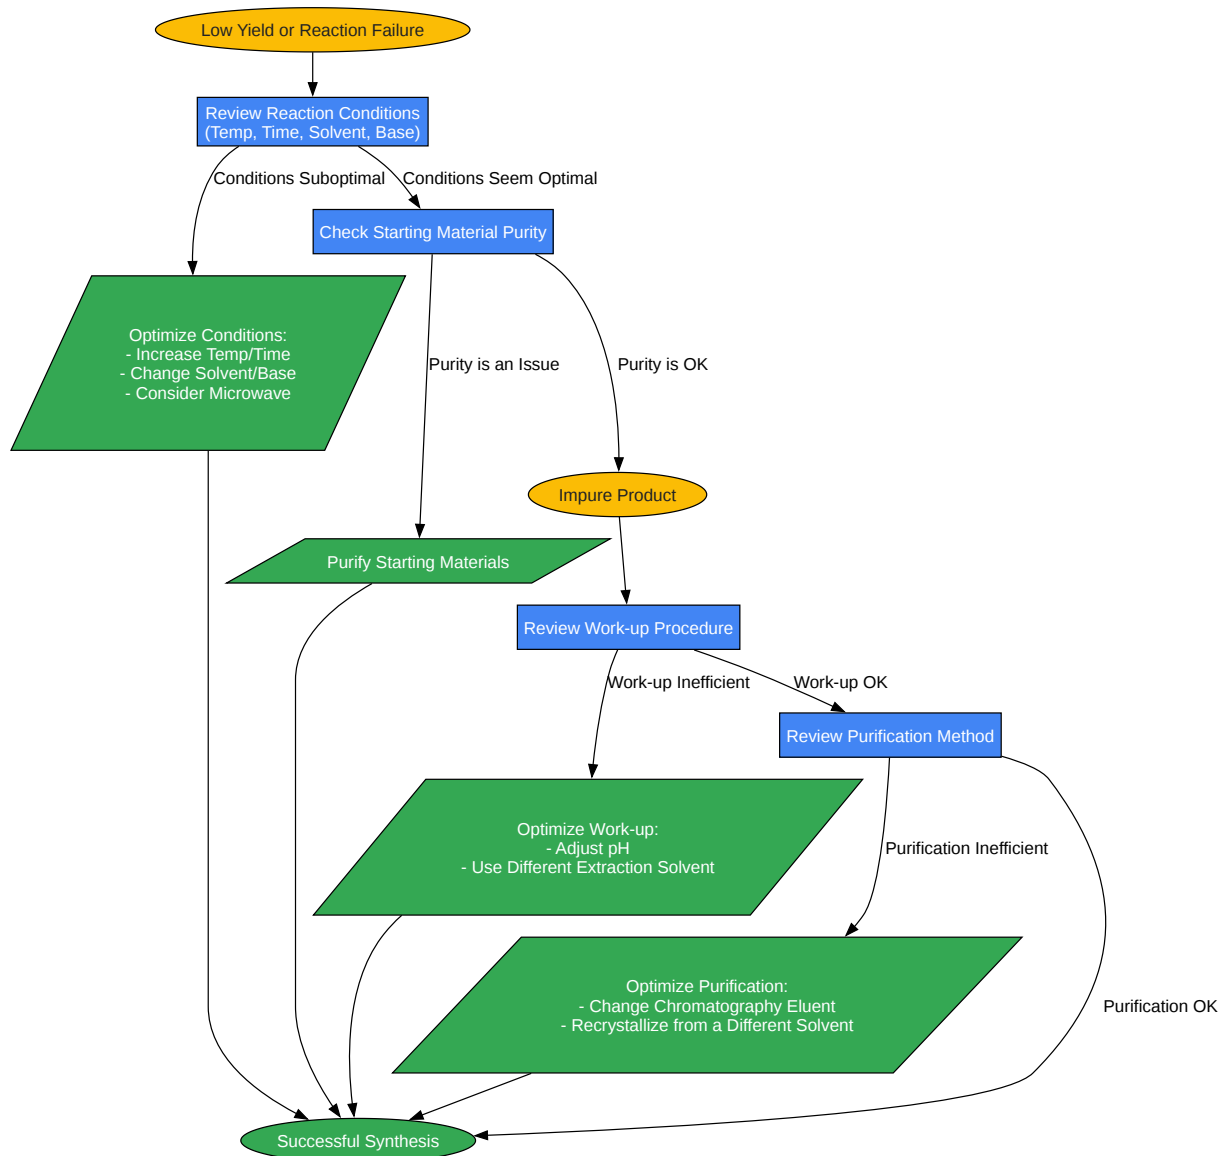 Low Yield or Reaction Failure
Review Reaction Conditions
(Temp, Time, Solvent, Base)
Conditions Suboptimal
Conditions Seem Optimal
Check Starting Material Purity
Optimize Conditions:
- Increase Temp/Time
- Change Solvent/Base
- Consider Microwave
Purity is an Issue
Purity is OK
Impure Product
Purify Starting Materials
Review Work-up Procedure
Work-up Inefficient
Work-up OK
Review Purification Method
Optimize Work-up:
- Adjust pH
- Use Different Extraction Solvent
Purification Inefficient
Optimize Purification:
- Change Chromatography Eluent
- Recrystallize from a Different Solvent
Purification OK
Successful Synthesis